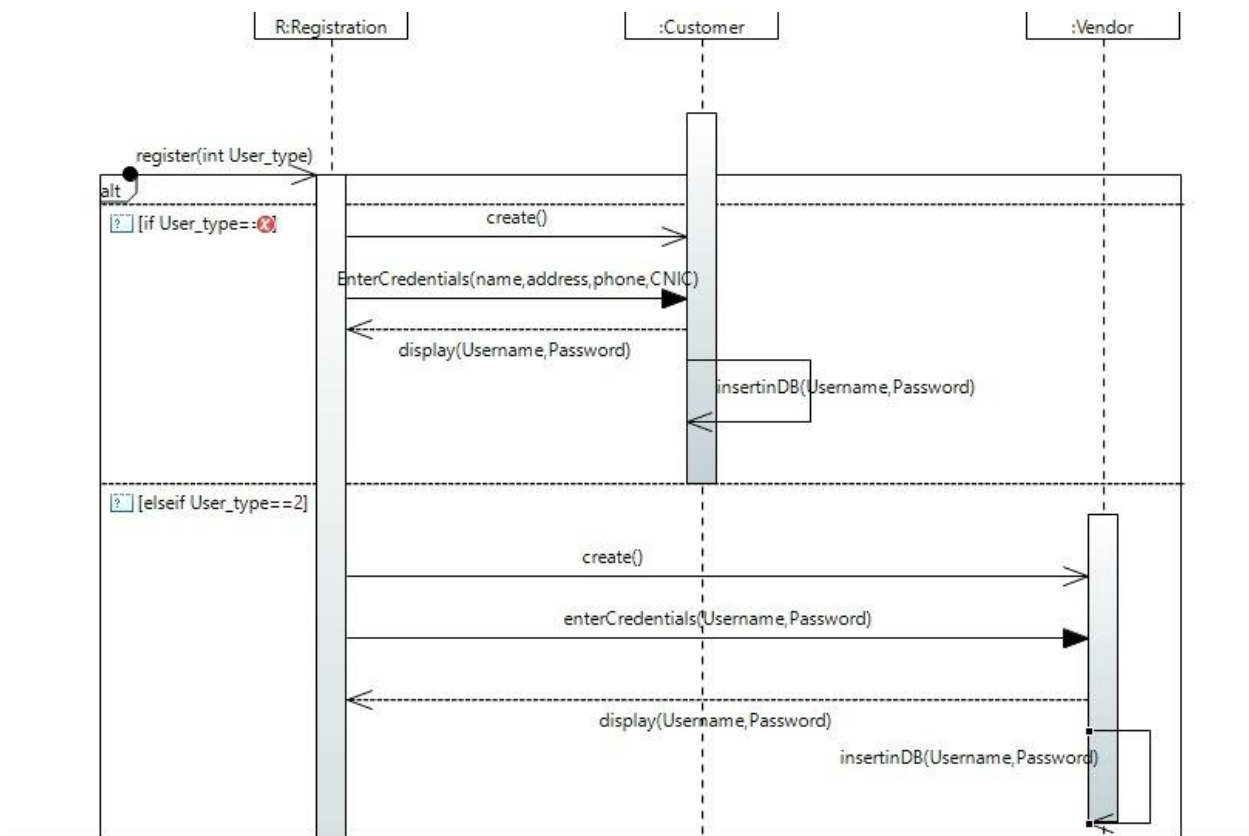 R:Registration
:Customer
:Vendor
register(int User_type)
alt
[if User_type==
create()
EnterCredentials(name,address,phone,CNIC)
display(Username,Password)
insertinDB(Username,Password)
[elseif User_type==2]
create()
enterCredentials(Username,Password)
display(Username,Password)
insertinDB(Username,Password)